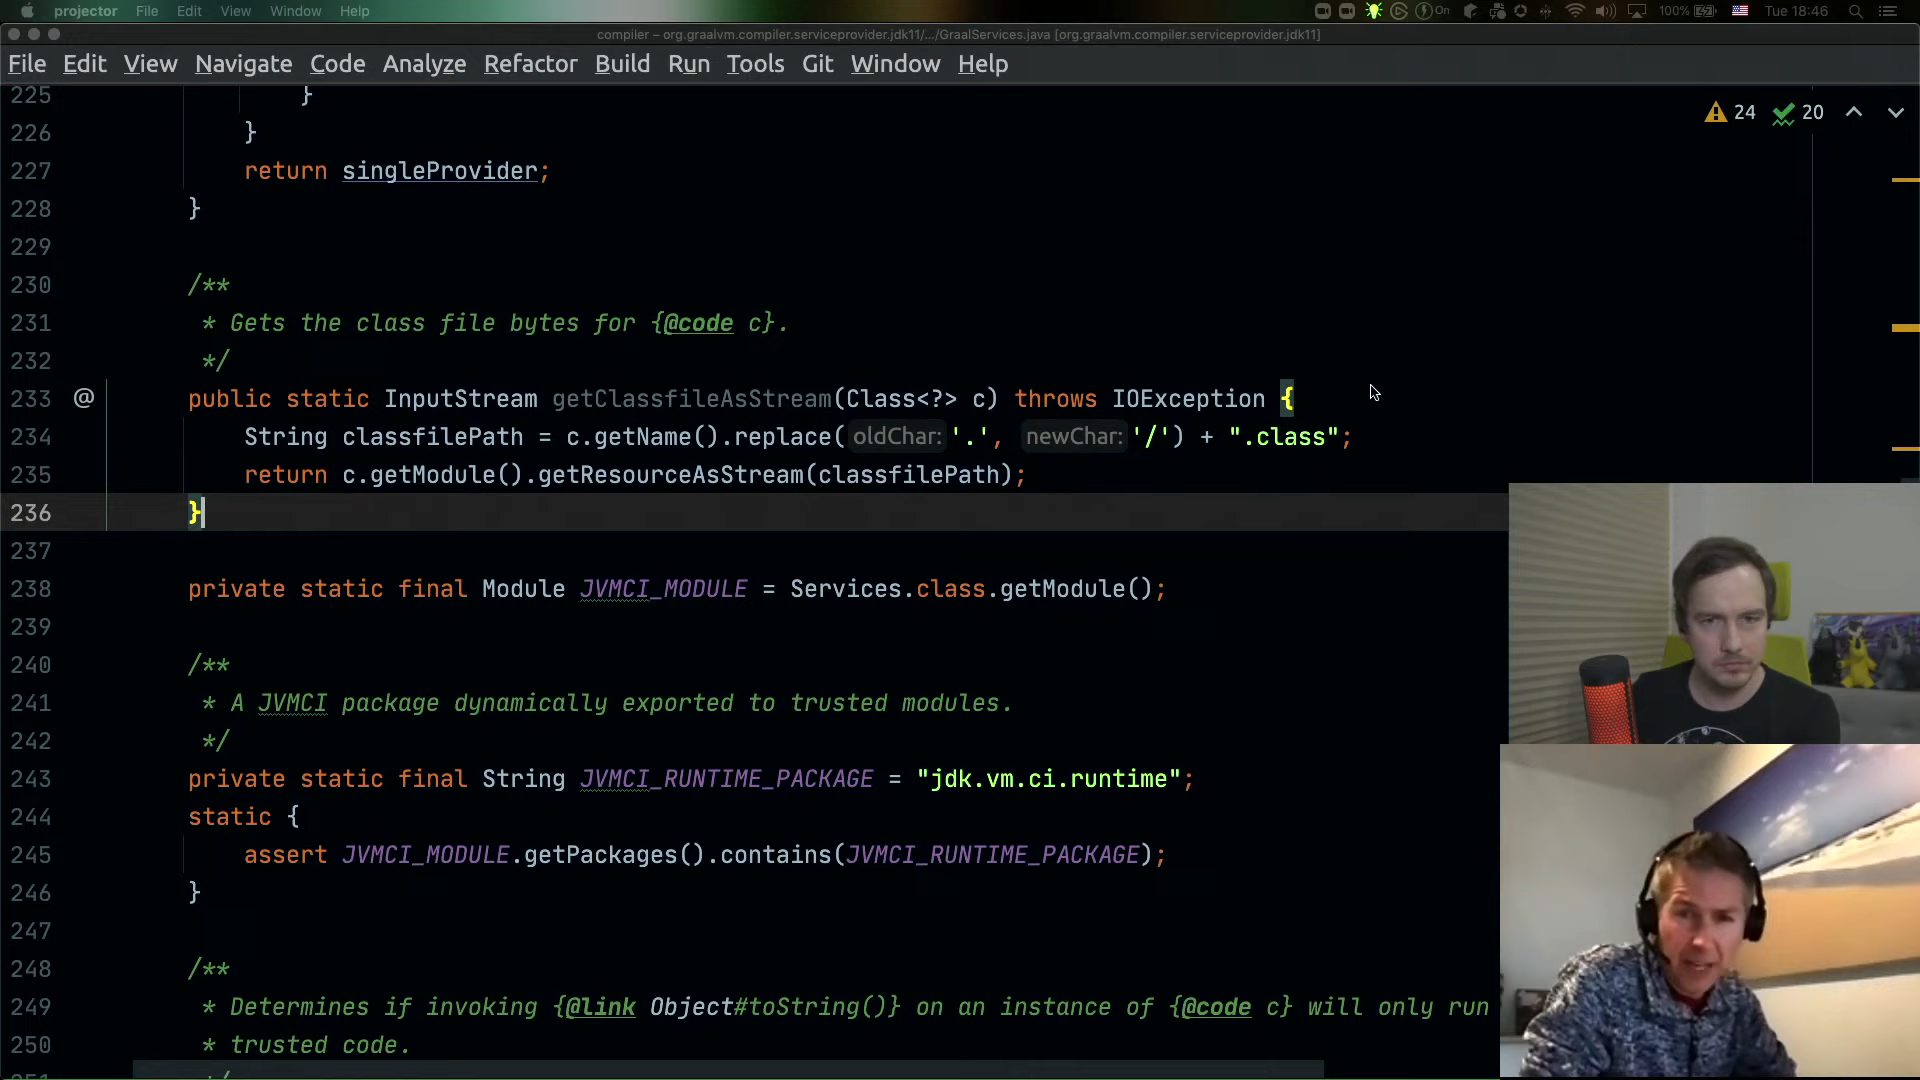 projector File Edit View Window Help
On 100% Tue 18:46
compiler – org.graalvm.compiler.serviceprovider.jdk11/.../GraalServices.java [org.graalvm.compiler.serviceprovider.jdk11]
File Edit View Navigate Code Analyze Refactor Build Run Tools Git Window Help
24 20
225 }
226 }
227 return singleProvider;
228 }
229
230 /**
231 * Gets the class file bytes for {@code c}.
232 */
233 @ public static InputStream getClassfileAsStream(Class<?> c) throws IOException {
234 String classfilePath = c.getName().replace( oldChar: '.', newChar: '/') + ".class";
235 return c.getModule().getResourceAsStream(classfilePath);
236 }
237
238 private static final Module JVMCI_MODULE = Services.class.getModule();
239
240 /**
241 * A JVMCI package dynamically exported to trusted modules.
242 */
243 private static final String JVMCI_RUNTIME_PACKAGE = "jdk.vm.ci.runtime";
244 static {
245 assert JVMCI_MODULE.getPackages().contains(JVMCI_RUNTIME_PACKAGE);
246 }
247
248 /**
249 * Determines if invoking {@link Object#toString()} on an instance of {@code c} will only run
250 * trusted code.
251 */